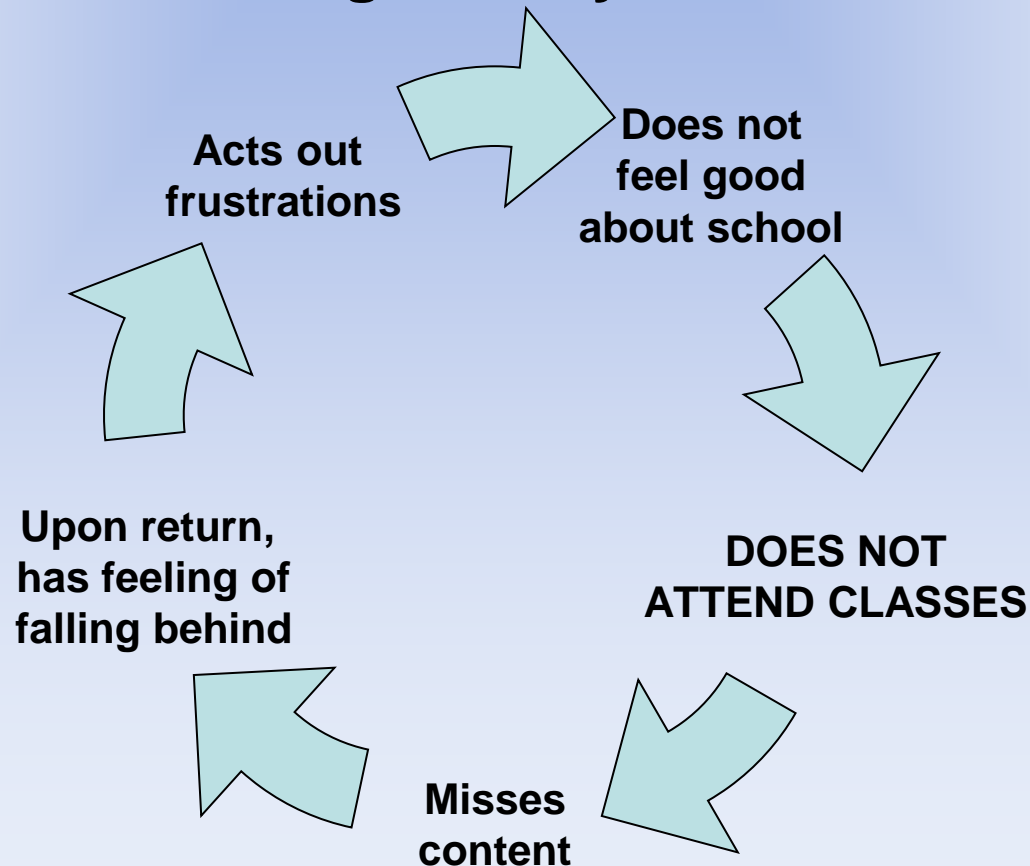 Does not
feel good
about school
DOES NOT
ATTEND CLASSES
Misses
content
Upon return,
has feeling of
falling behind
Acts out
frustrations